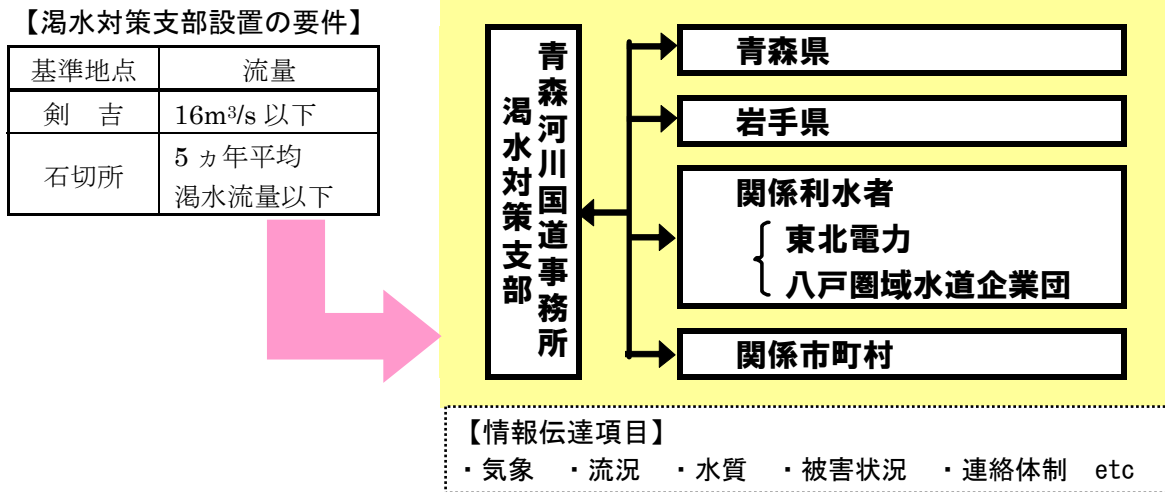 【渇水対策支部設置の要件】
基準地点 流量
剣 吉 16m³/s 以下
石切所 5 ヵ年平均
渇水流量以下
青森河川国道事務所
渇水対策支部
青森県
岩手県
関係利水者
東北電力
八戸圏域水道企業団
関係市町村
【情報伝達項目】
・気象 ・流況 ・水質 ・被害状況 ・連絡体制 etc